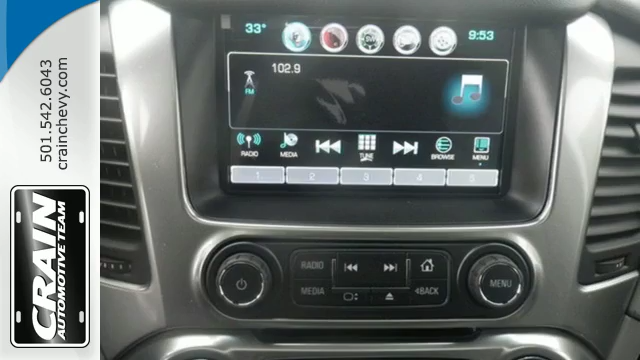 501.542.6043
crainchevy.com
CRAIN
AUTOMOTIVE TEAM
33°
9:53
102.9
FM
RADIO
MEDIA
TUNE
BROWSE
MENU
1 2 3 4 5
RADIO
MEDIA
<BACK
MENU